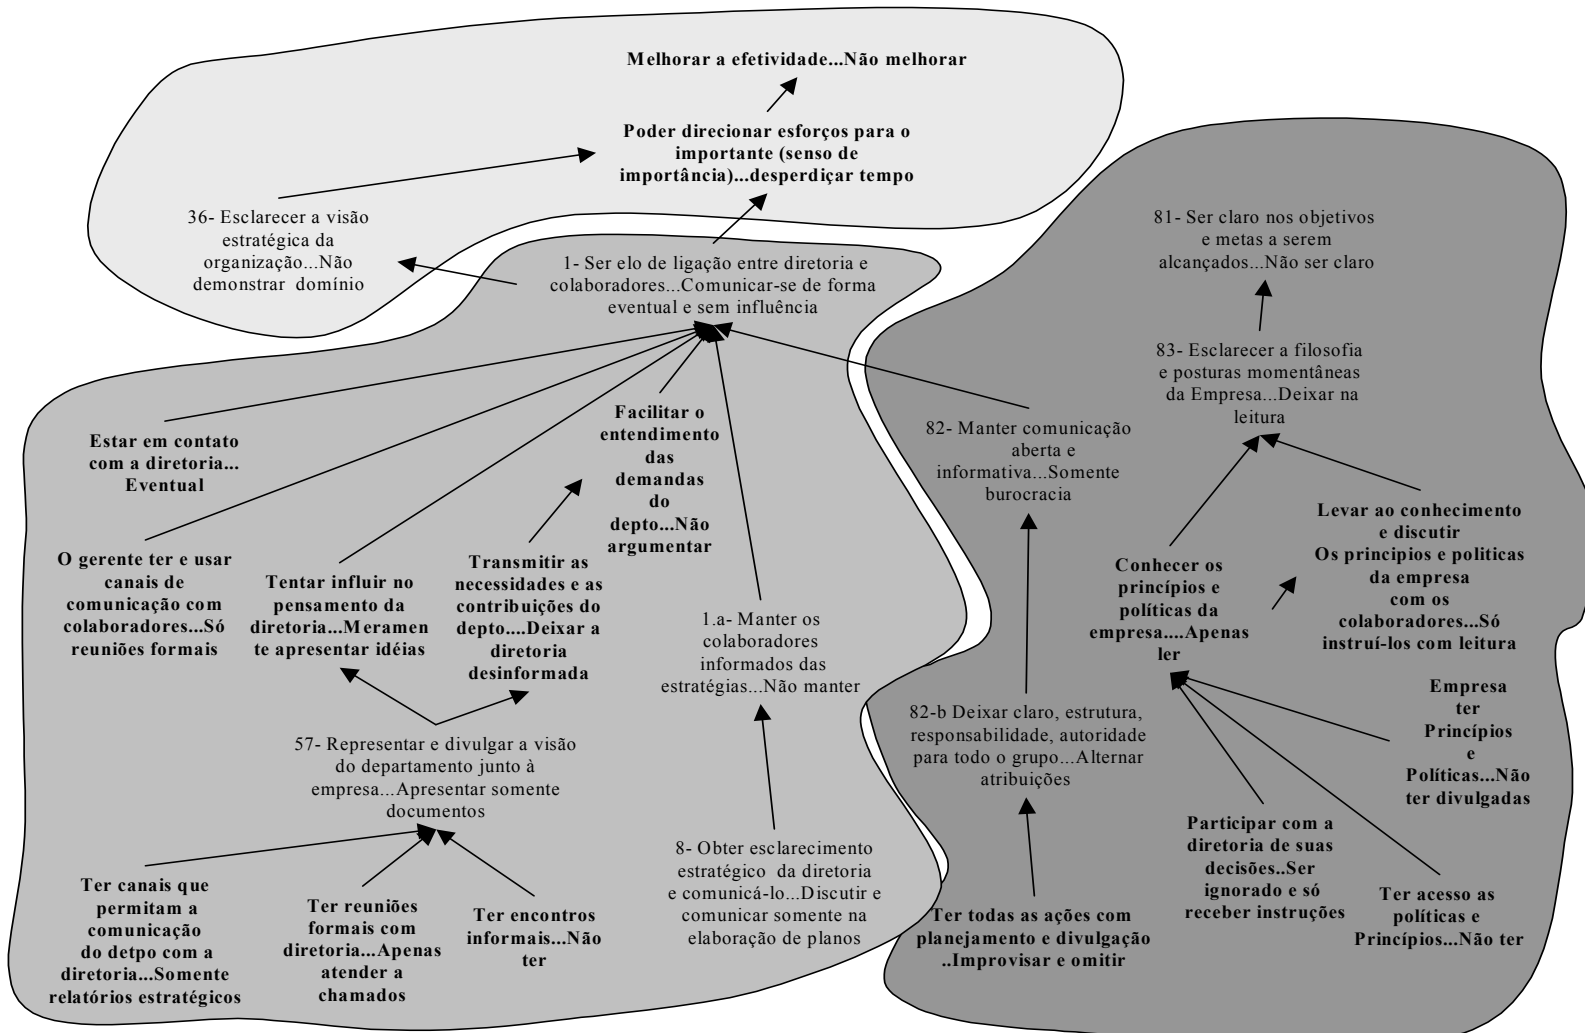 Melhorar a efetividade...Não melhorar
Poder direcionar esforços para o
importante (senso de
importância)...desperdiçar tempo
36- Esclarecer a visão
estratégica da
organização...Não
demonstrar domínio
1- Ser elo de ligação entre diretoria e
colaboradores...Comunicar-se de forma
eventual e sem influência
81- Ser claro nos objetivos
e metas a serem
alcançados...Não ser claro
83- Esclarecer a filosofia
e posturas momentâneas
da Empresa...Deixar na
leitura
Estar em contato
com a diretoria...
Eventual
Facilitar o
entendimento
das
demandas
do
depto...Não
argumentar
82- Manter comunicação
aberta e
informativa...Somente
burocracia
O gerente ter e usar
canais de
comunicação com
colaboradores...Só
reuniões formais
Tentar influir no
pensamento da
diretoria...Meramen
te apresentar idéias
Transmitir as
necessidades e as
contribuições do
depto....Deixar a
diretoria
desinformada
1.a- Manter os
colaboradores
informados das
estratégias...Não manter
Conhecer os
princípios e
políticas da
empresa....Apenas
ler
Levar ao conhecimento
e discutir
Os principios e politicas
da empresa
com os
colaboradores...Só
instruí-los com leitura
57- Representar e divulgar a visão
do departamento junto à
empresa...Apresentar somente
documentos
82-b Deixar claro, estrutura,
responsabilidade, autoridade
para todo o grupo...Alternar
atribuições
Empresa
ter
Princípios
e
Políticas...Não
ter divulgadas
Ter canais que
permitam a
comunicação
do detpo com a
diretoria...Somente
relatórios estratégicos
Ter reuniões
formais com
diretoria...Apenas
atender a
chamados
Ter encontros
informais...Não
ter
8- Obter esclarecimento
estratégico da diretoria
e comunicá-lo...Discutir e
comunicar somente na
elaboração de planos
Ter todas as ações com
planejamento e divulgação
..Improvisar e omitir
Participar com a
diretoria de suas
decisões..Ser
ignorado e só
receber instruções
Ter acesso as
políticas e
Princípios...Não ter